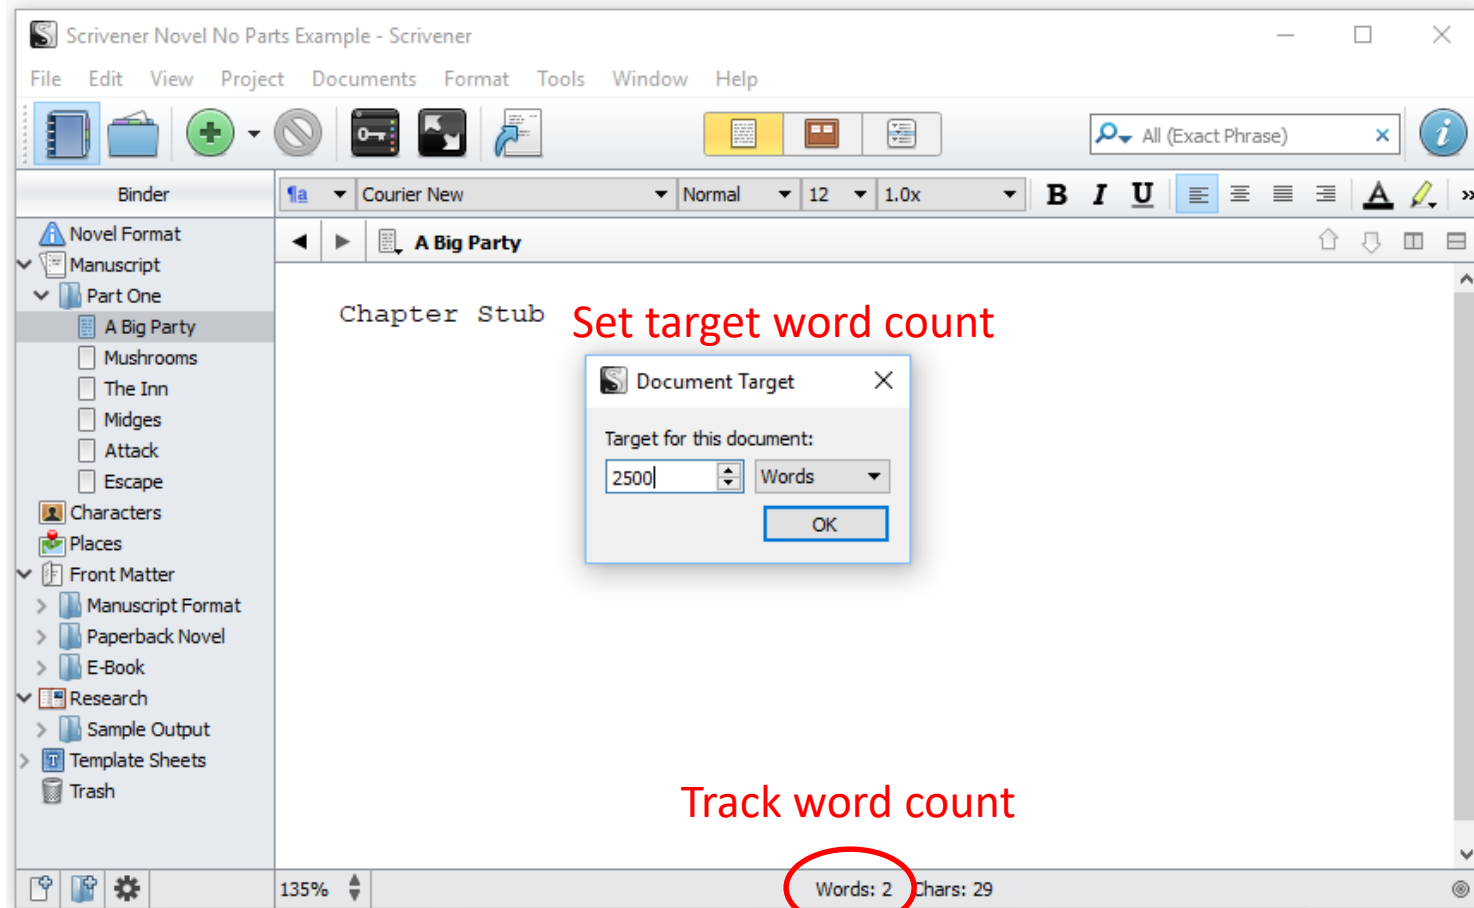 Scrivener Novel No Parts Example - Scrivener
File Edit View Project Documents Format Tools Window Help
All (Exact Phrase)
Binder
¶a Courier New Normal 12 1.0x B I U A »
Novel Format
A Big Party
Manuscript
Part One
A Big Party
Mushrooms
The Inn
Midges
Attack
Escape
Characters
Places
Front Matter
Manuscript Format
Paperback Novel
E-Book
Research
Sample Output
Template Sheets
Trash
Chapter Stub
Set target word count
Document Target
Target for this document:
2500 Words
OK
Track word count
135% Words: 2 Chars: 29